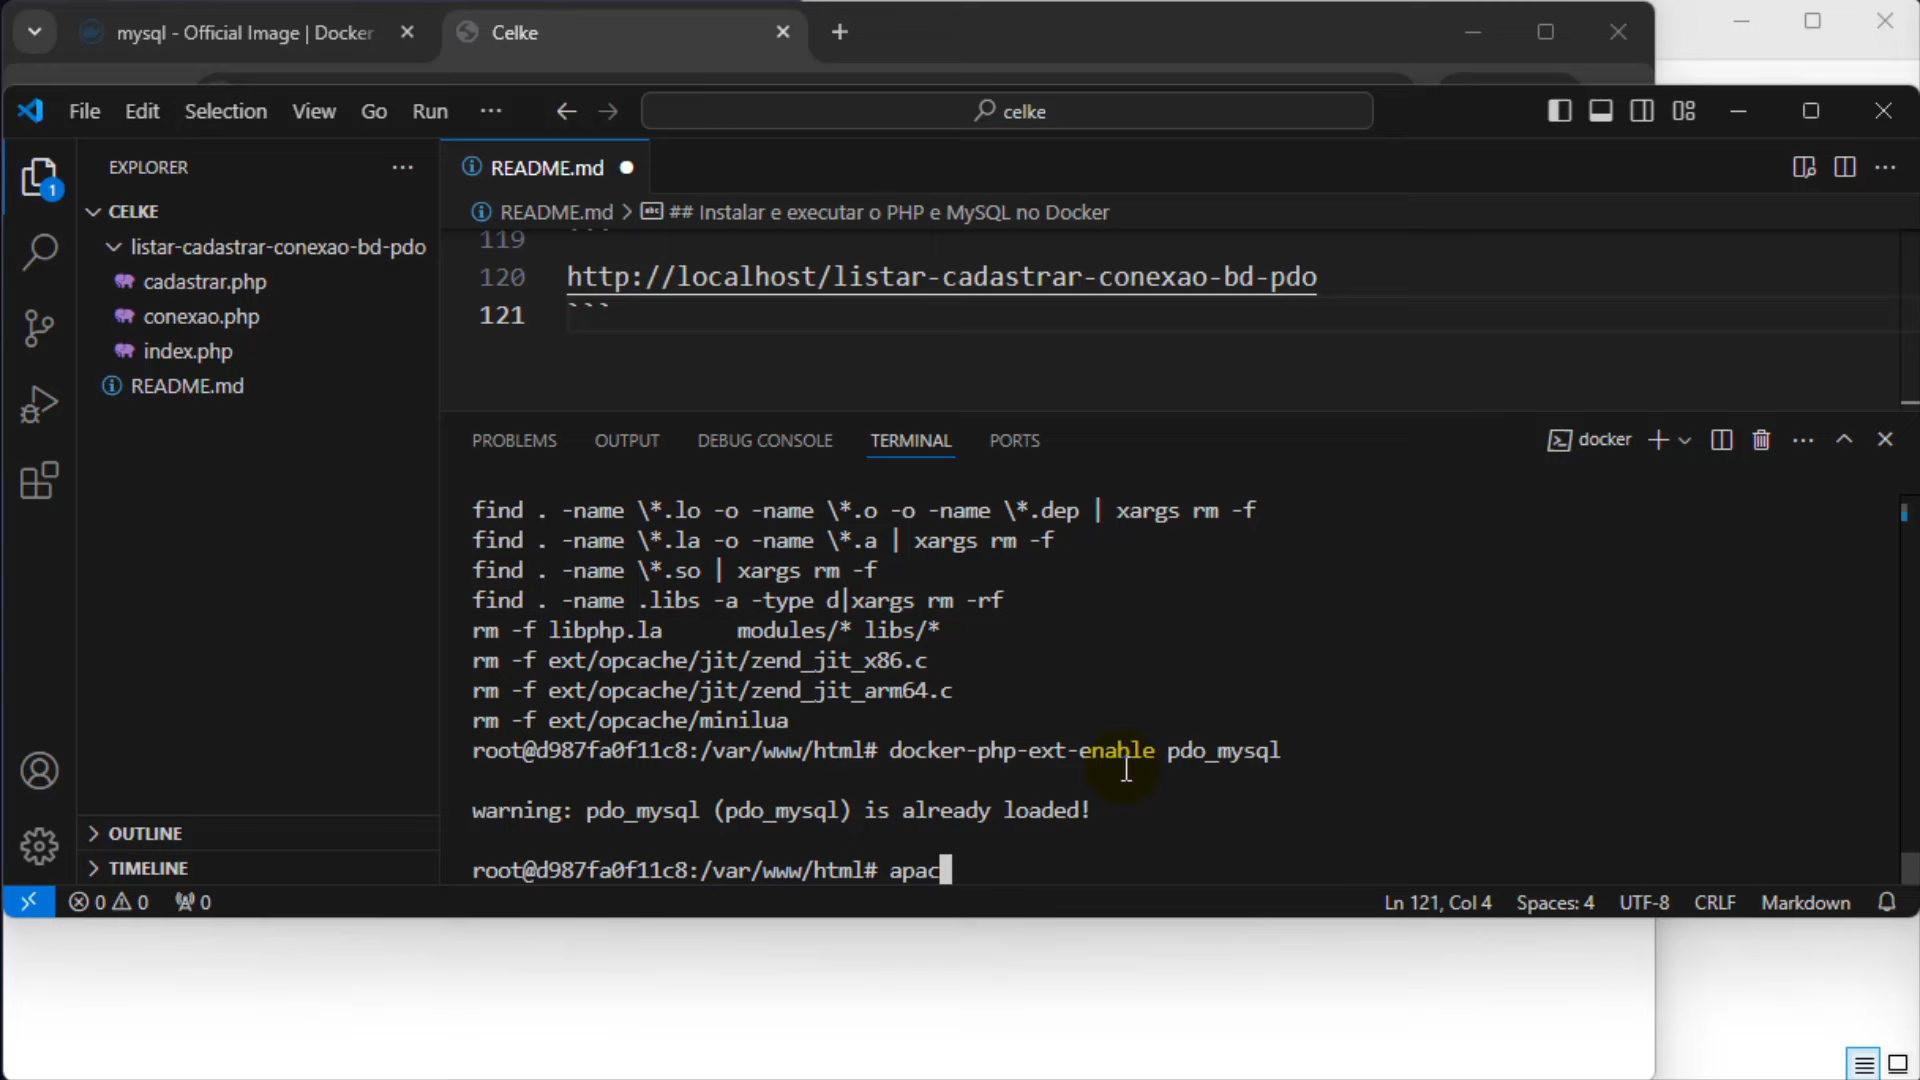 mysql - Official Image | Docker
Celke
File Edit Selection View Go Run ···
celke
EXPLORER
1
CELKE
listar-cadastrar-conexao-bd-pdo
cadastrar.php
conexao.php
index.php
README.md
OUTLINE
TIMELINE
README.md
README.md > ## Instalar e executar o PHP e MySQL no Docker
119 ```
120 http://localhost/listar-cadastrar-conexao-bd-pdo
121 ```
PROBLEMS OUTPUT DEBUG CONSOLE TERMINAL PORTS
docker
find . -name \*.lo -o -name \*.o -o -name \*.dep | xargs rm -f
find . -name \*.la -o -name \*.a | xargs rm -f
find . -name \*.so | xargs rm -f
find . -name .libs -a -type d|xargs rm -rf
rm -f libphp.la      modules/* libs/*
rm -f ext/opcache/jit/zend_jit_x86.c
rm -f ext/opcache/jit/zend_jit_arm64.c
rm -f ext/opcache/minilua
root@d987fa0f11c8:/var/www/html# docker-php-ext-enable pdo_mysql
warning: pdo_mysql (pdo_mysql) is already loaded!
root@d987fa0f11c8:/var/www/html# apac
0 0 0
Ln 121, Col 4 Spaces: 4 UTF-8 CRLF Markdown